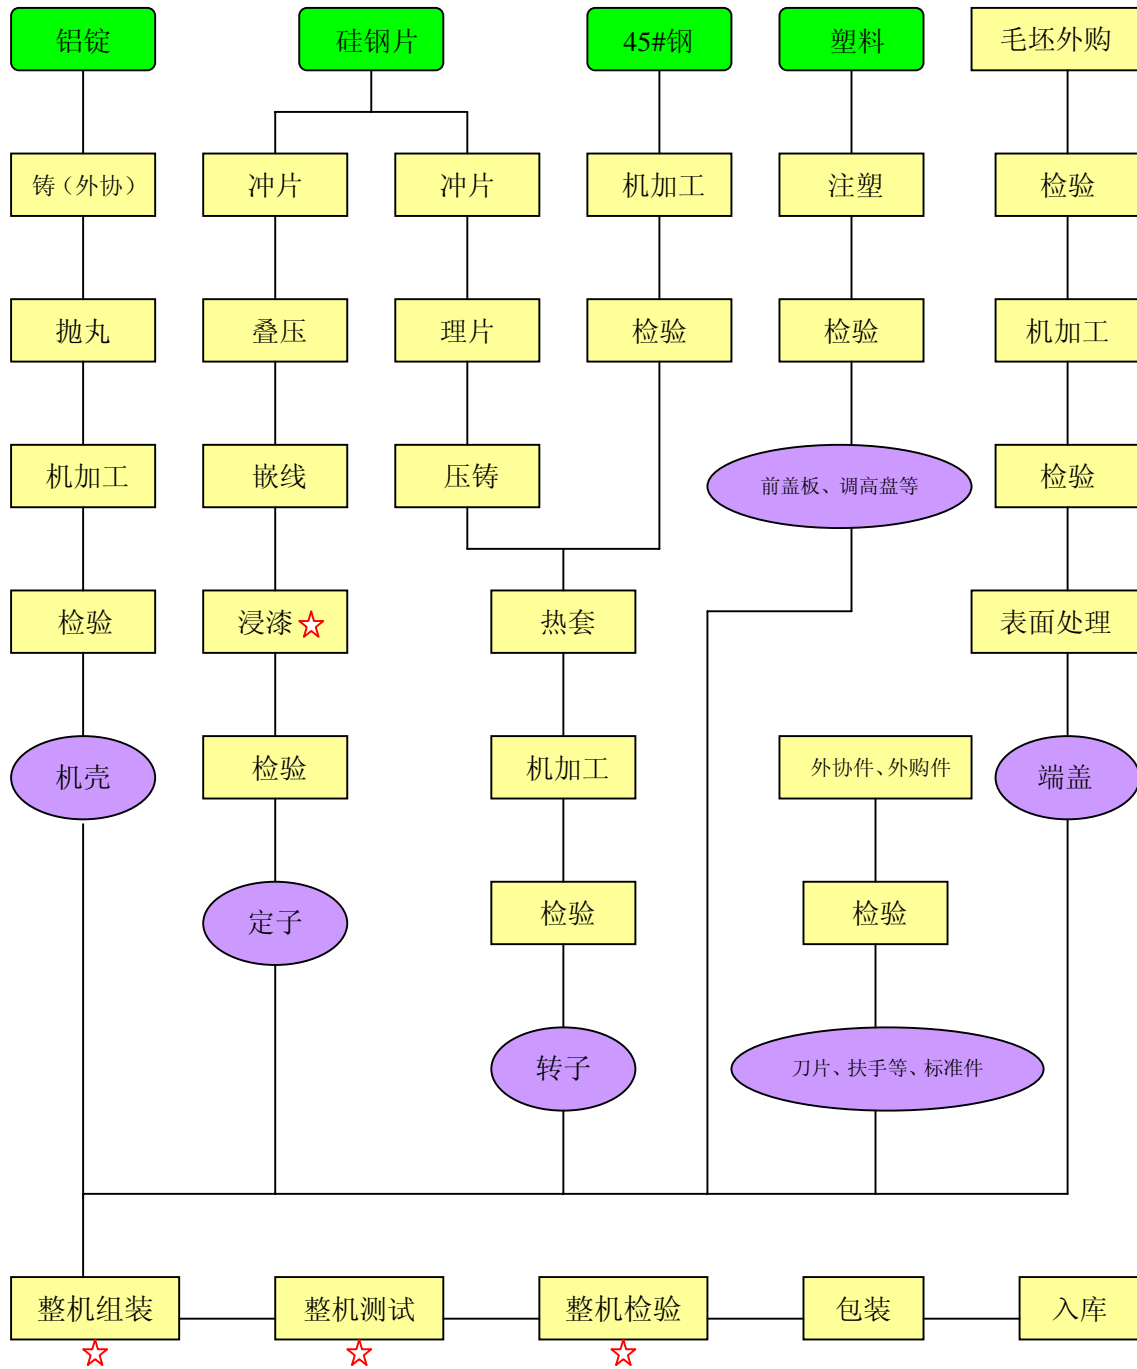 铝锭
硅钢片
45#钢
塑料
毛坯外购
铸（外协）
冲片
冲片
机加工
注塑
检验
抛丸
叠压
理片
检验
检验
机加工
机加工
嵌线
压铸
前盖板、调高盘等
检验
检验
浸漆
热套
表面处理
机壳
检验
机加工
外协件、外购件
端盖
定子
检验
检验
转子
刀片、扶手等、标准件
整机组装
整机测试
整机检验
包装
入库